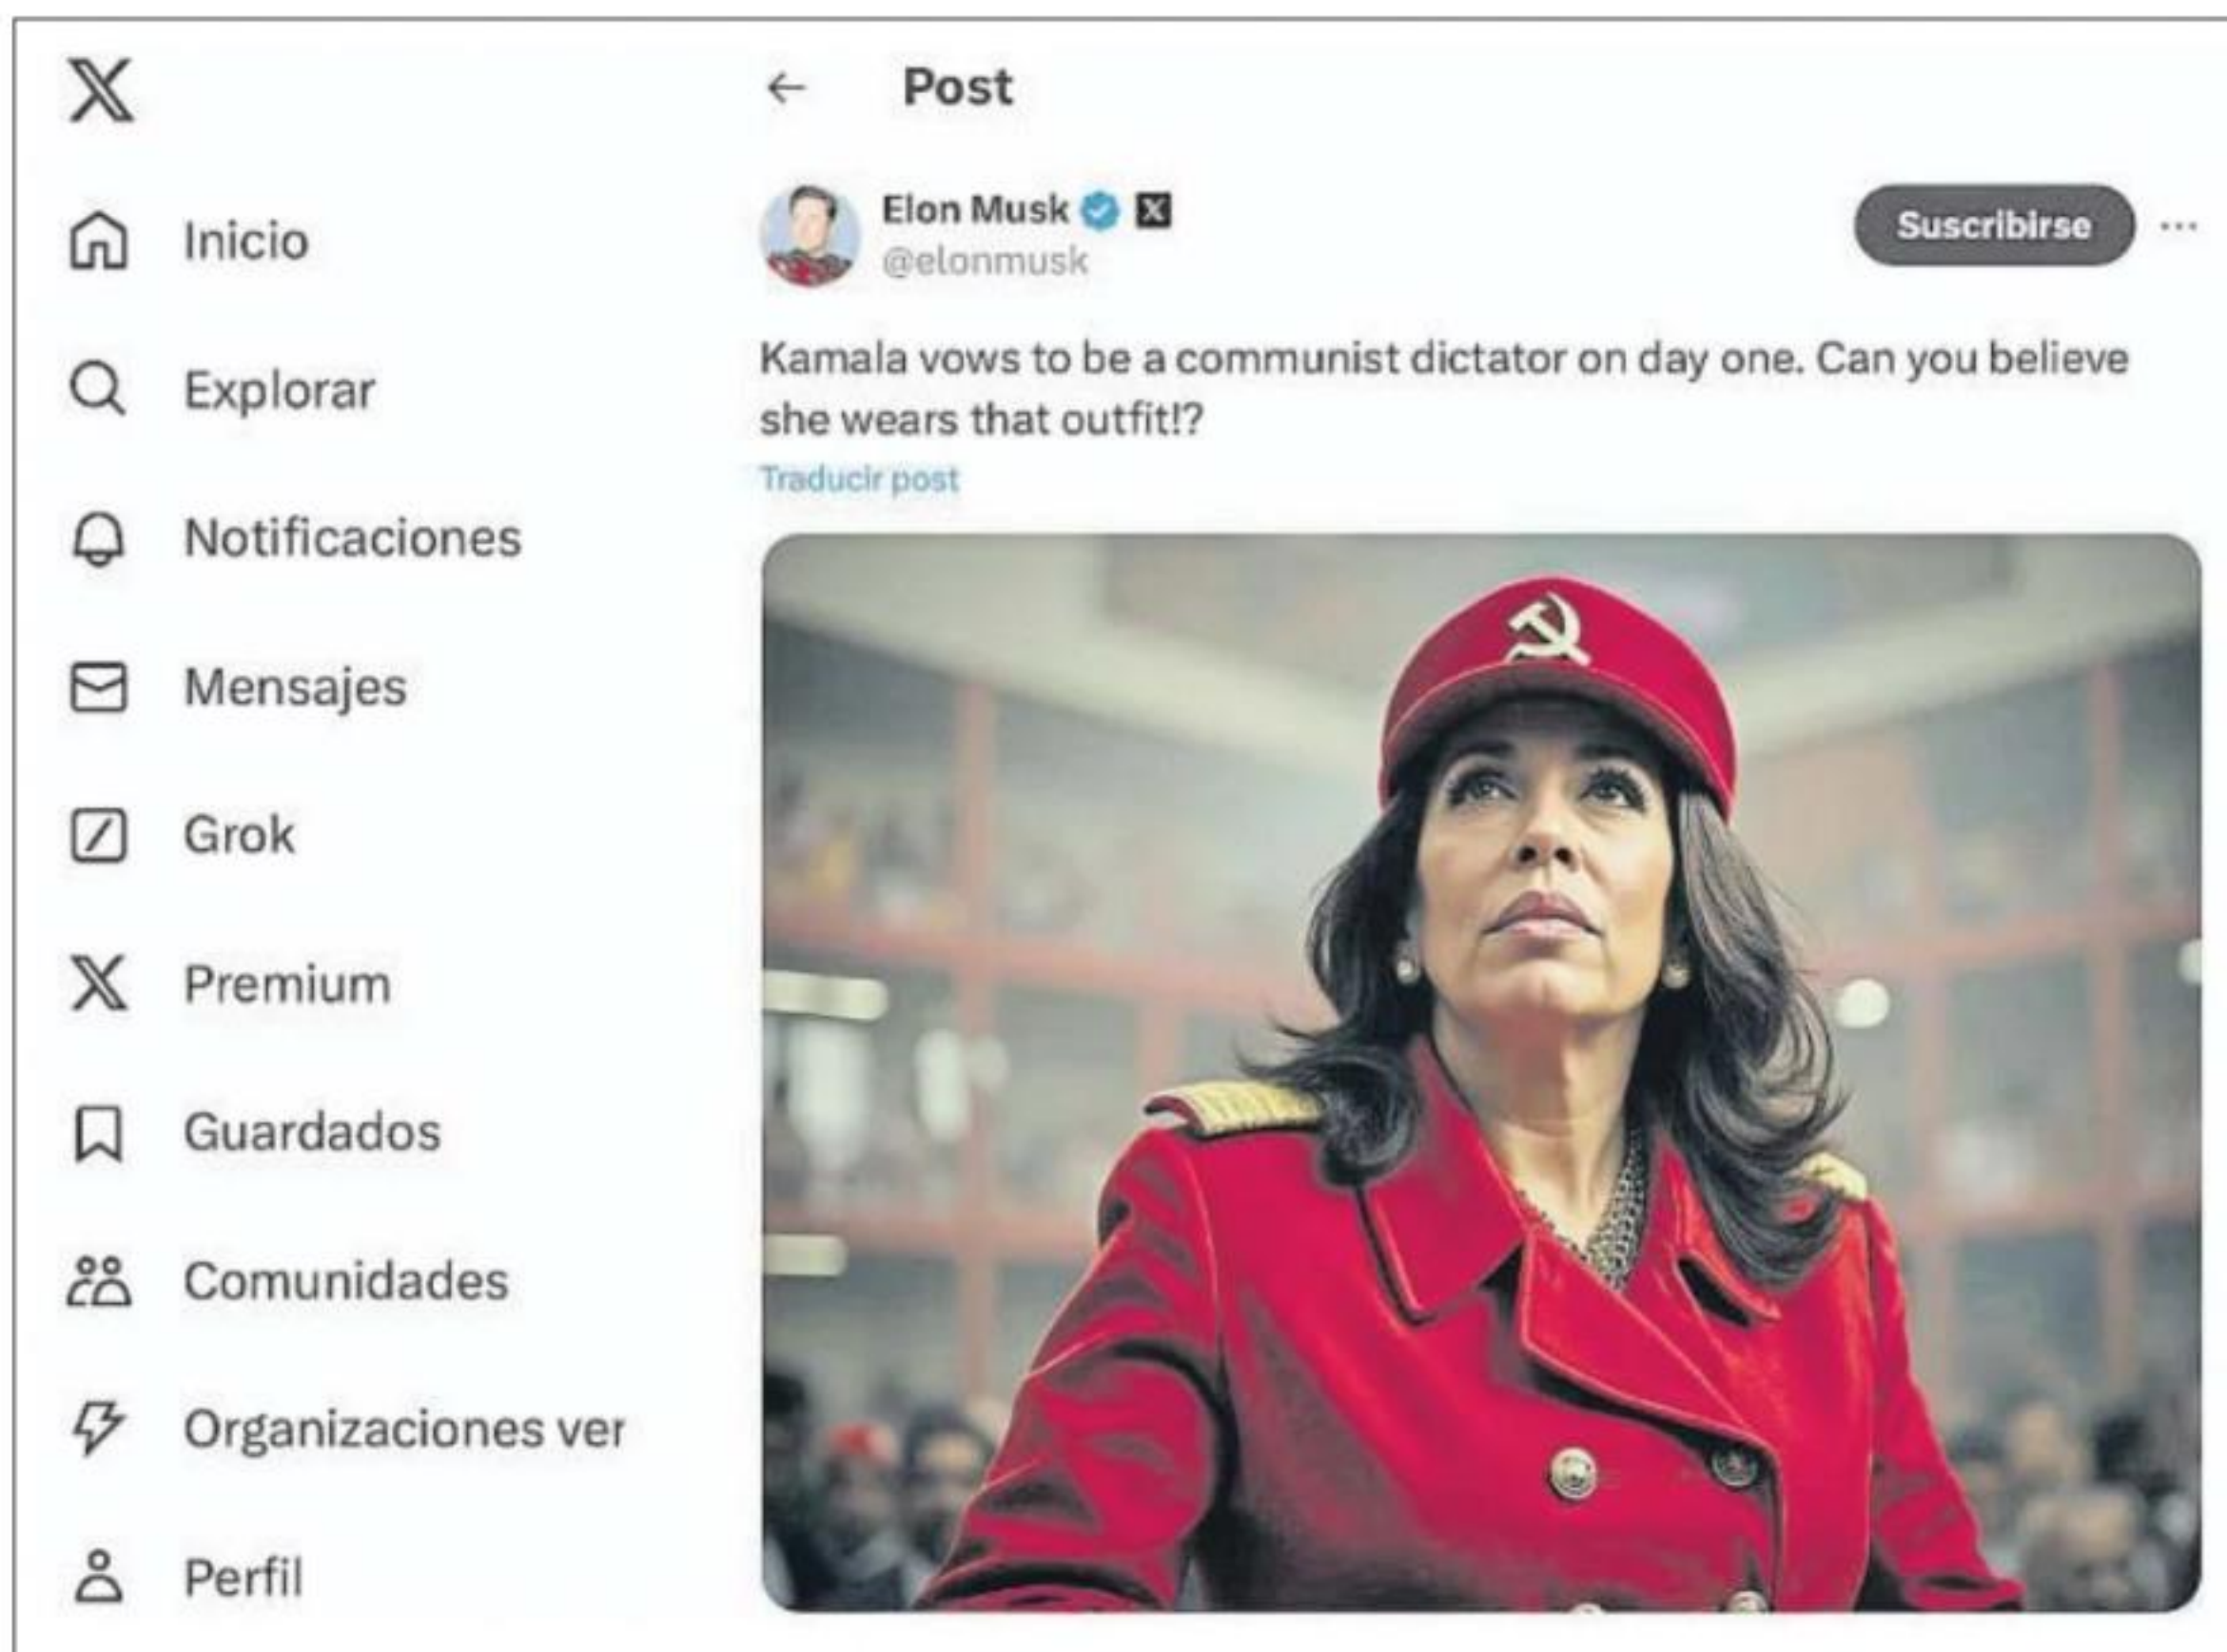 Inicio
Explorar
Notificaciones
Mensajes
Grok
Premium
Guardados
Comunidades
Organizaciones ver
Perfil
Post
Elon Musk
@elonmusk
Suscribirse
Kamala vows to be a communist dictator on day one. Can you believe
she wears that outfit!?
Traducir post